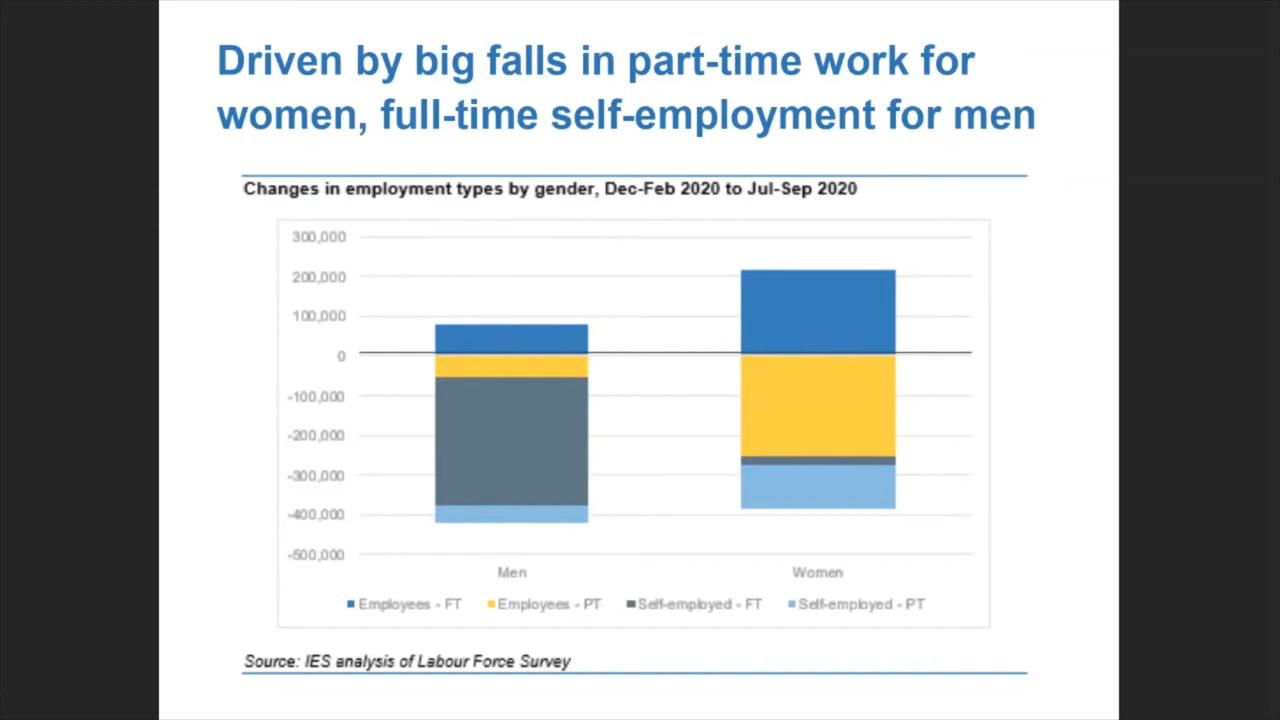 Driven by big falls in part-time work for
women, full-time self-employment for men
Changes in employment types by gender, Dec-Feb 2020 to Jul-Sep 2020
300,000
200,000
100,000
0
-100,000
-200,000
-300,000
-400,000
-500,000
Men Women
Employees - FT Employees - PT Self-employed - FT Self-employed - PT
Source: IES analysis of Labour Force Survey